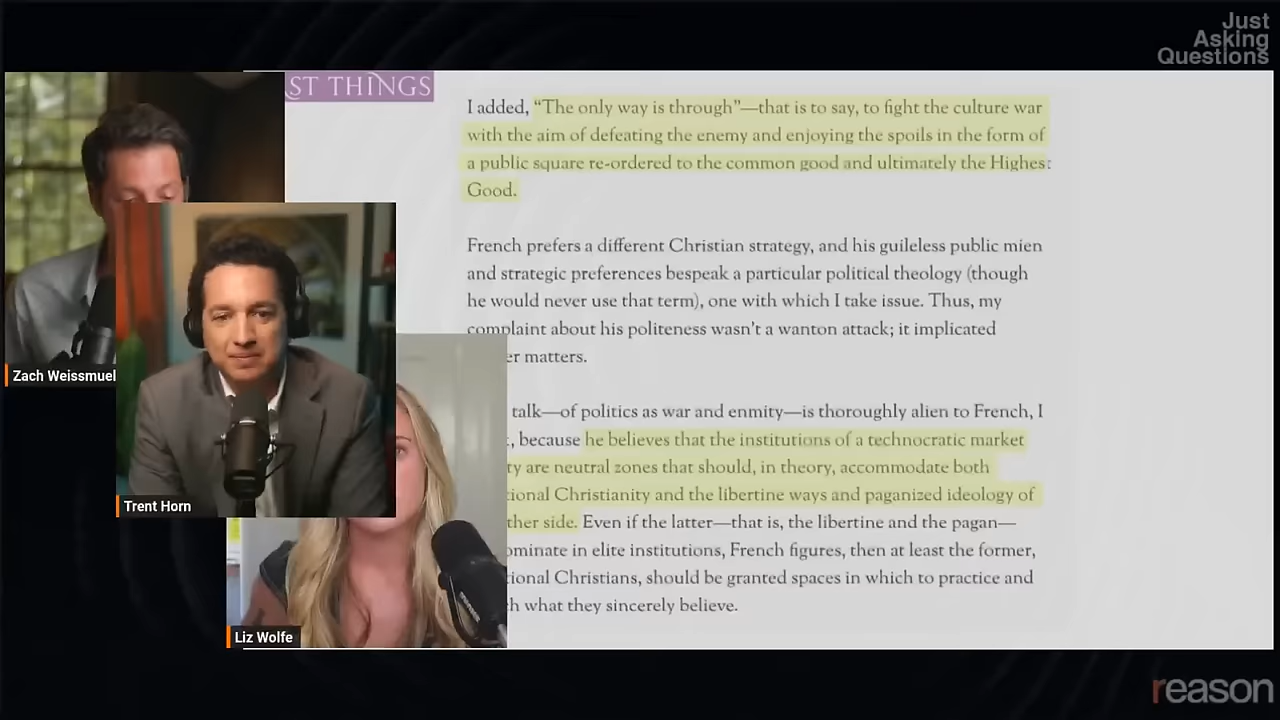 Just
Asking
Questions
ST THINGS
I added, “The only way is through”—that is to say, to fight the culture war
with the aim of defeating the enemy and enjoying the spoils in the form of
a public square re-ordered to the common good and ultimately the Highest
Good.
French prefers a different Christian strategy, and his guileless public mien
and strategic preferences bespeak a particular political theology (though
he would never use that term), one with which I take issue. Thus, my
complaint about his politeness wasn’t a wanton attack; it implicated
er matters.
talk—of politics as war and enmity—is thoroughly alien to French, I
, because he believes that the institutions of a technocratic market
ty are neutral zones that should, in theory, accommodate both
ional Christianity and the libertine ways and paganized ideology of
ther side. Even if the latter—that is, the libertine and the pagan—
ominate in elite institutions, French figures, then at least the former,
ional Christians, should be granted spaces in which to practice and
h what they sincerely believe.
Zach Weissmuel
Trent Horn
Liz Wolfe
reason